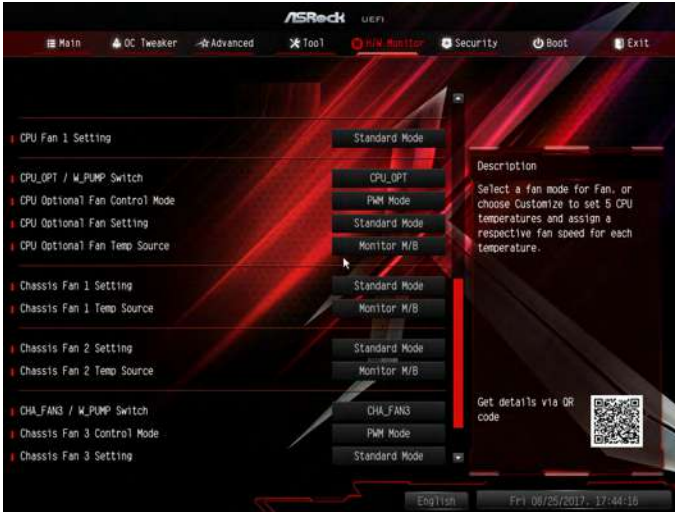 ASRock UEFI
Main OC Tweaker Advanced Tool H/W Monitor Security Boot Exit
CPU Fan 1 Setting Standard Mode
CPU_OPT / W_PUMP Switch CPU_OPT
CPU Optional Fan Control Mode PWM Mode
CPU Optional Fan Setting Standard Mode
CPU Optional Fan Temp Source Monitor M/B
Chassis Fan 1 Setting Standard Mode
Chassis Fan 1 Temp Source Monitor M/B
Chassis Fan 2 Setting Standard Mode
Chassis Fan 2 Temp Source Monitor M/B
CHA_FAN3 / W_PUMP Switch CHA_FAN3
Chassis Fan 3 Control Mode PWM Mode
Chassis Fan 3 Setting Standard Mode
Description
Select a fan mode for Fan, or
choose Customize to set 5 CPU
temperatures and assign a
respective fan speed for each
temperature.
Get details via QR
code
English Fri 08/25/2017, 17:44:16